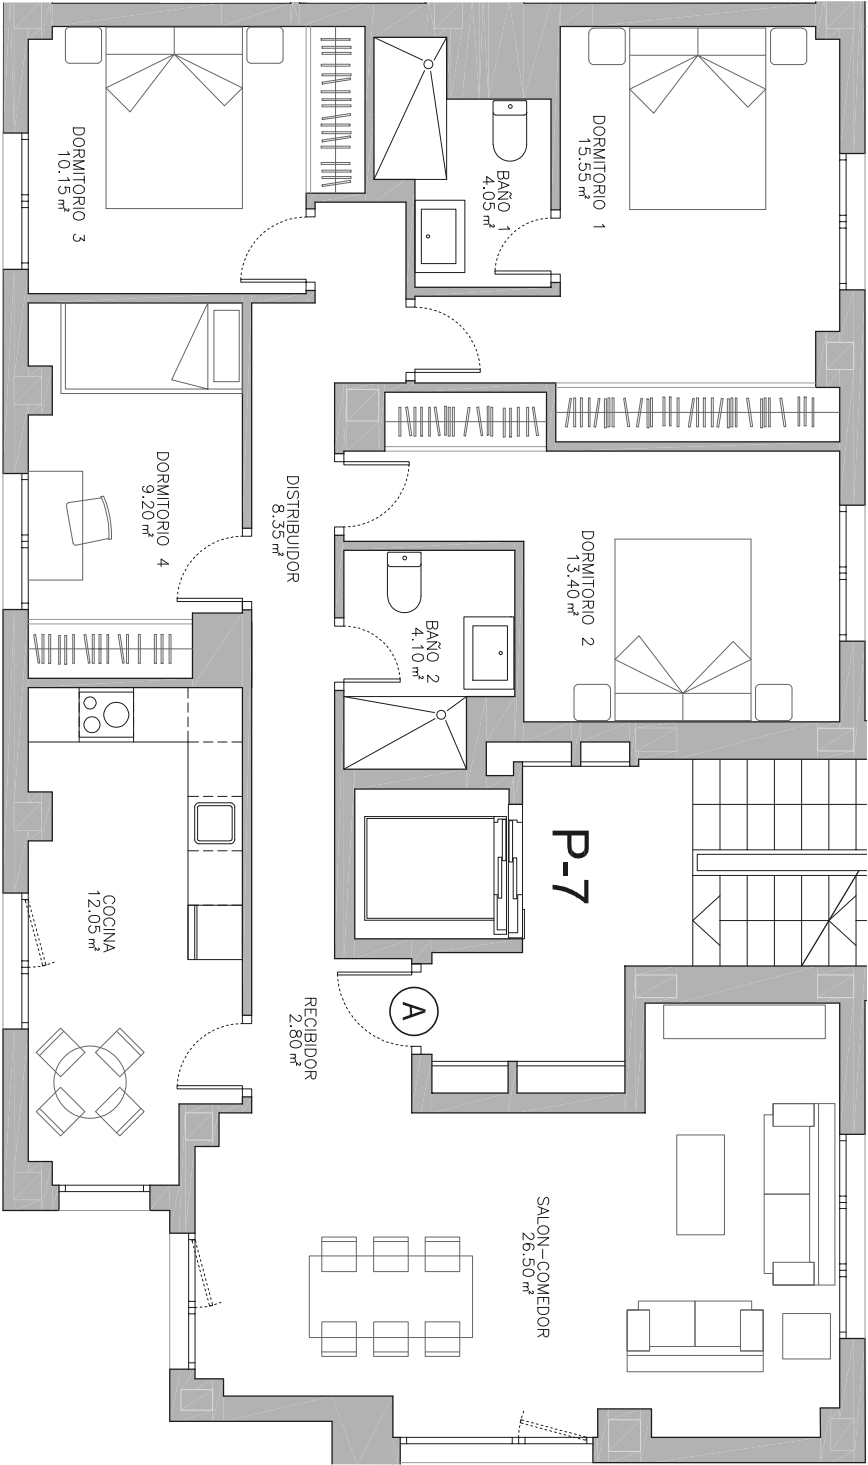 DORMITORIO 3
10.15 m²
BAÑO 1
4.05 m²
DORMITORIO 1
15.55 m²
DORMITORIO 4
9.20 m²
DISTRIBUIDOR
8.35 m²
DORMITORIO 2
13.40 m²
BAÑO 2
4.10 m²
P-7
COCINA
12.05 m²
RECIBIDOR
2.80 m²
A
SALON-COMEDOR
26.50 m²